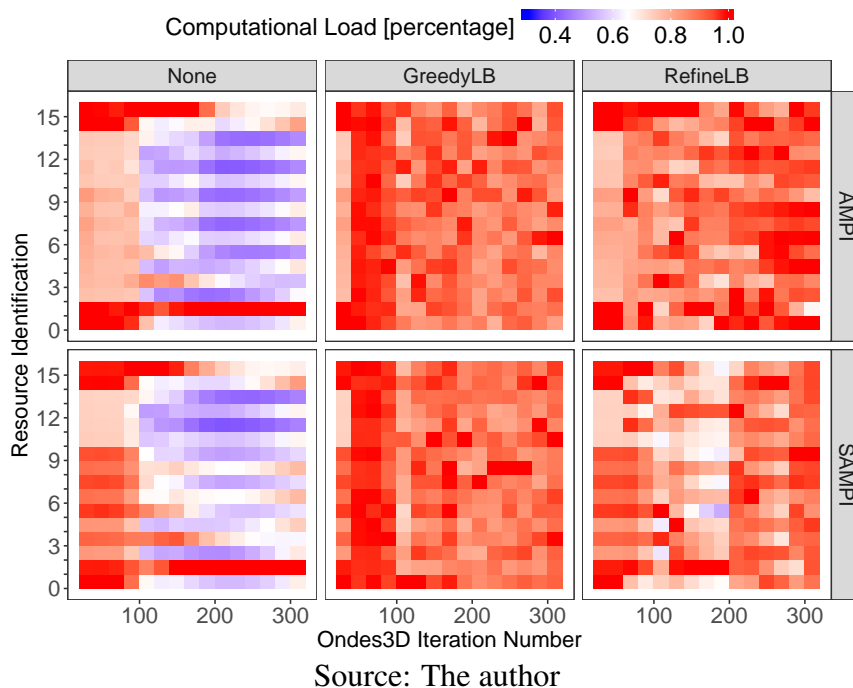 Computational Load [percentage] 0.4 0.6 0.8 1.0
None GreedyLB RefineLB
15
12
9
6
3
0
AMPI
15
12
9
6
3
0
SAMPI
Resource Identification
100 200 300 100 200 300 100 200 300
Ondes3D Iteration Number
Source: The author